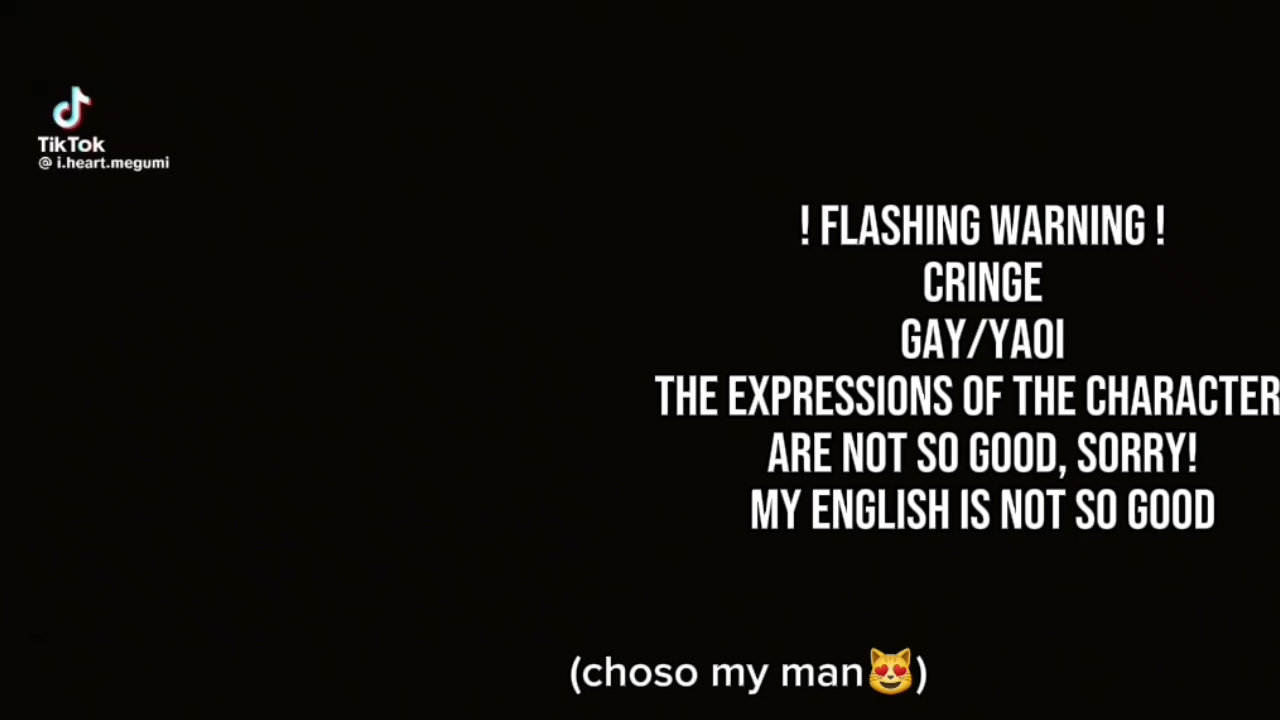 TikTok
@ i.heart.megumi
! FLASHING WARNING !
CRINGE
GAY/YAOI
THE EXPRESSIONS OF THE CHARACTER
ARE NOT SO GOOD, SORRY!
MY ENGLISH IS NOT SO GOOD
(choso my man😻)